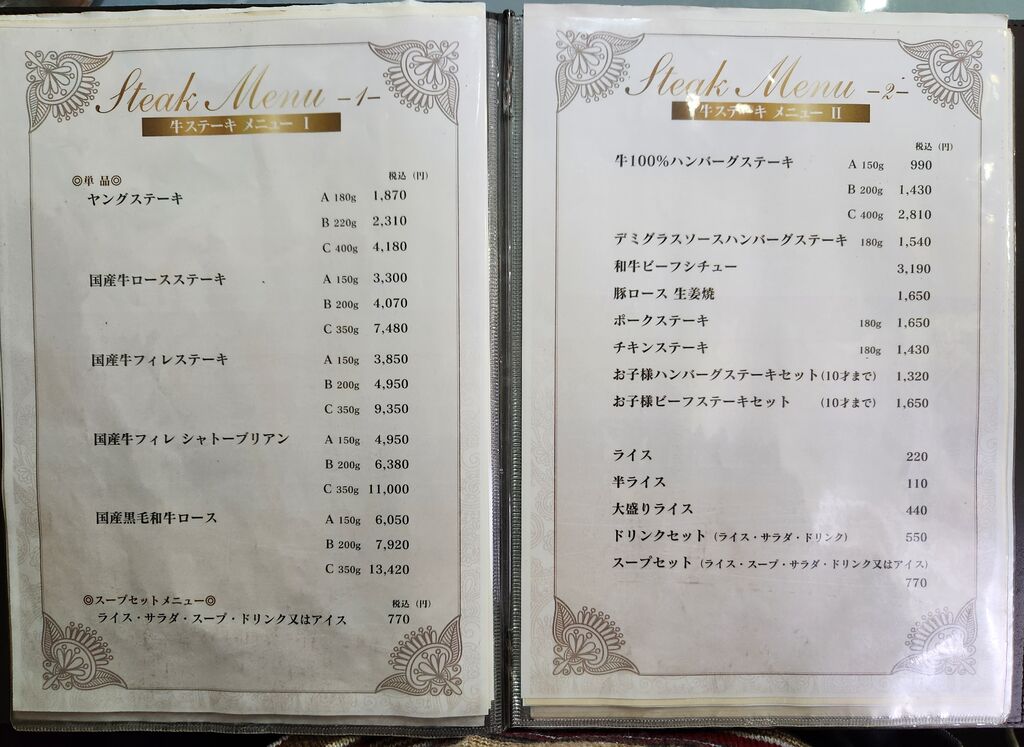 Steak Menu -1-
牛ステーキ メニュー I
税込（円）
◎単 品◎
ヤングステーキ A 180g 1,870
B 220g 2,310
C 400g 4,180
国産牛ロースステーキ A 150g 3,300
B 200g 4,070
C 350g 7,480
国産牛フィレステーキ A 150g 3,850
B 200g 4,950
C 350g 9,350
国産牛フィレ シャトーブリアン A 150g 4,950
B 200g 6,380
C 350g 11,000
国産黒毛和牛ロース A 150g 6,050
B 200g 7,920
C 350g 13,420
◎スープセットメニュー◎ 税込（円）
ライス・サラダ・スープ・ドリンク又はアイス 770
Steak Menu -2-
牛ステーキ メニュー II
税込（円）
牛100%ハンバーグステーキ A 150g 990
B 200g 1,430
C 400g 2,810
デミグラスソースハンバーグステーキ 180g 1,540
和牛ビーフシチュー 3,190
豚ロース 生姜焼 1,650
ポークステーキ 180g 1,650
チキンステーキ 180g 1,430
お子様ハンバーグステーキセット(10才まで) 1,320
お子様ビーフステーキセット (10才まで) 1,650
ライス 220
半ライス 110
大盛りライス 440
ドリンクセット（ライス・サラダ・ドリンク） 550
スープセット（ライス・スープ・サラダ・ドリンク又はアイス）
770